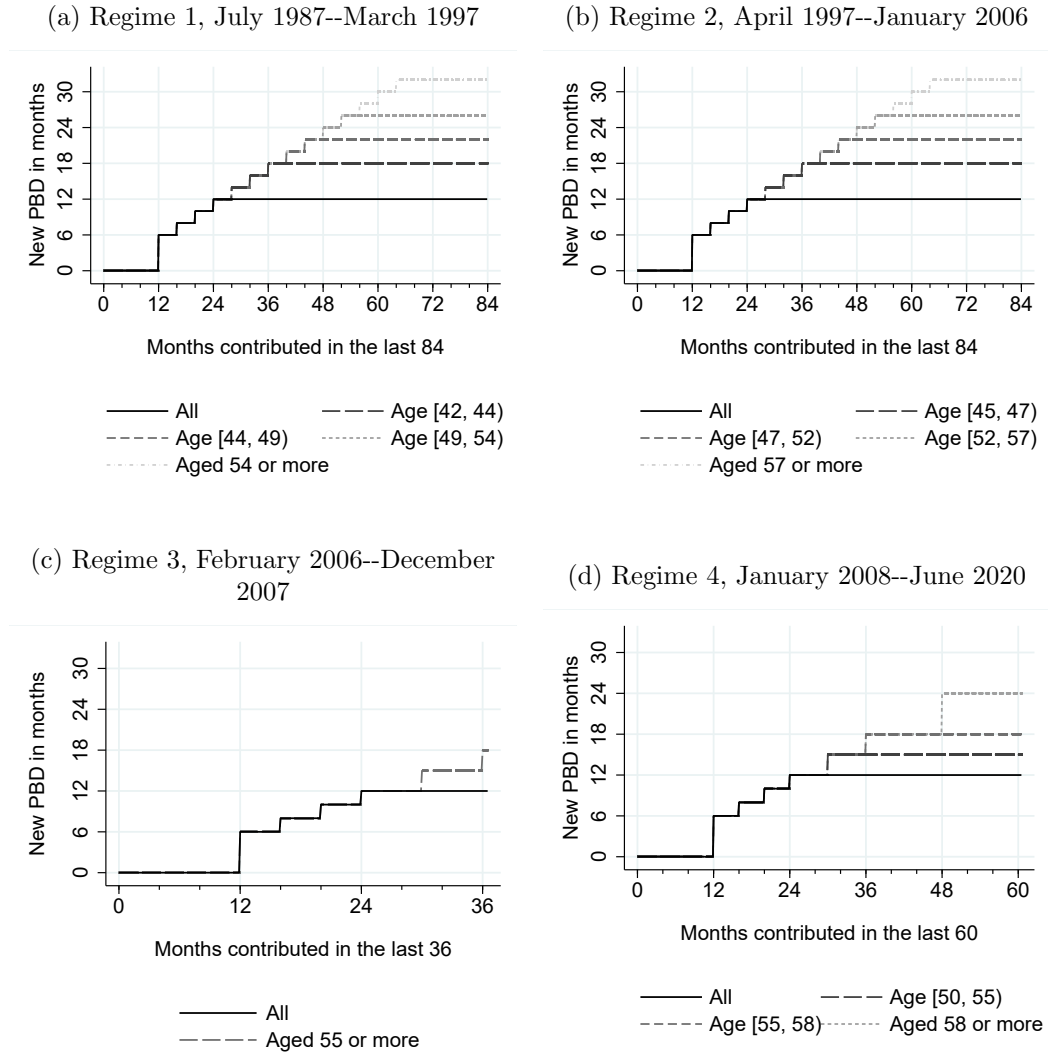 (a) Regime 1, July 1987--March 1997
New PBD in months
30
24
18
12
6
0
0 12 24 36 48 60 72 84
Months contributed in the last 84
All
Age [42, 44)
Age [44, 49)
Age [49, 54)
Aged 54 or more
(b) Regime 2, April 1997--January 2006
New PBD in months
30
24
18
12
6
0
0 12 24 36 48 60 72 84
Months contributed in the last 84
All
Age [45, 47)
Age [47, 52)
Age [52, 57)
Aged 57 or more
(c) Regime 3, February 2006--December
2007
New PBD in months
30
24
18
12
6
0
0 12 24 36
Months contributed in the last 36
All
Aged 55 or more
(d) Regime 4, January 2008--June 2020
New PBD in months
30
24
18
12
6
0
0 12 24 36 48 60
Months contributed in the last 60
All
Age [50, 55)
Age [55, 58)
Aged 58 or more